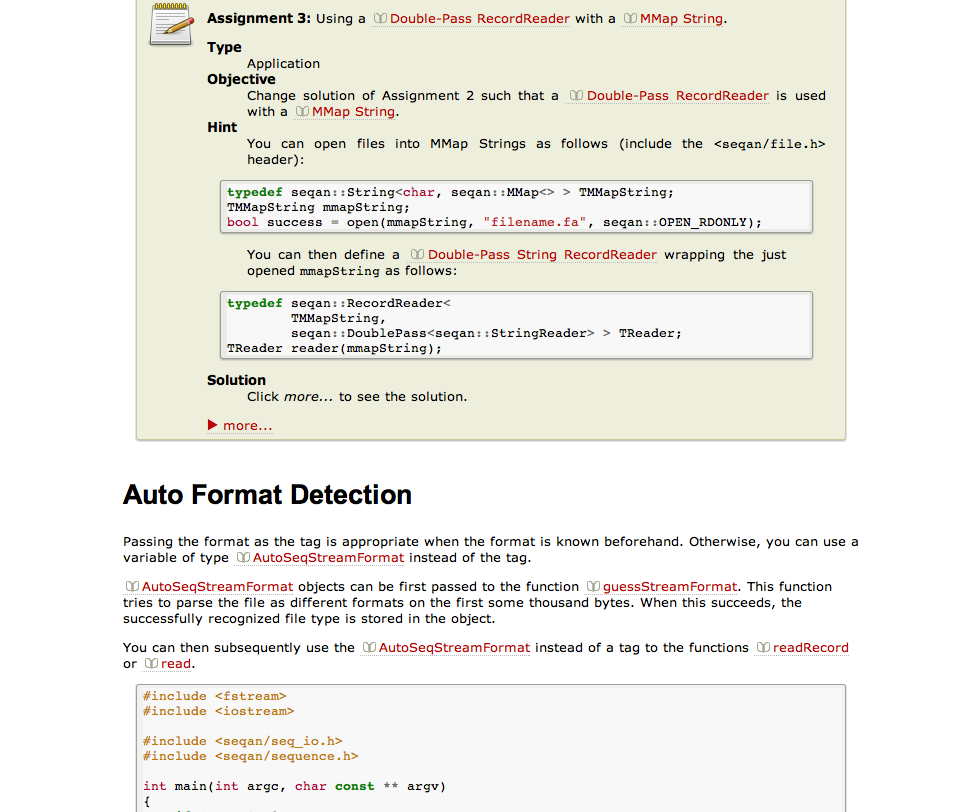 Assignment 3: Using a Double-Pass RecordReader with a MMap String.
Type
Application
Objective
Change solution of Assignment 2 such that a Double-Pass RecordReader is used
with a MMap String.
Hint
You can open files into MMap Strings as follows (include the <seqan/file.h>
header):
typedef seqan::String<char, seqan::MMap<> > TMMapString;
TMMapString mmapString;
bool success = open(mmapString, "filename.fa", seqan::OPEN_RDONLY);
You can then define a Double-Pass String RecordReader wrapping the just
opened mmapString as follows:
typedef seqan::RecordReader<
TMMapString,
seqan::DoublePass<seqan::StringReader> > TReader;
TReader reader(mmapString);
Solution
Click more... to see the solution.
more...
Auto Format Detection
Passing the format as the tag is appropriate when the format is known beforehand. Otherwise, you can use a
variable of type AutoSeqStreamFormat instead of the tag.
AutoSeqStreamFormat objects can be first passed to the function guessStreamFormat. This function
tries to parse the file as different formats on the first some thousand bytes. When this succeeds, the
successfully recognized file type is stored in the object.
You can then subsequently use the AutoSeqStreamFormat instead of a tag to the functions readRecord
or read.
#include <fstream>
#include <iostream>
#include <seqan/seq_io.h>
#include <seqan/sequence.h>
int main(int argc, char const ** argv)
{